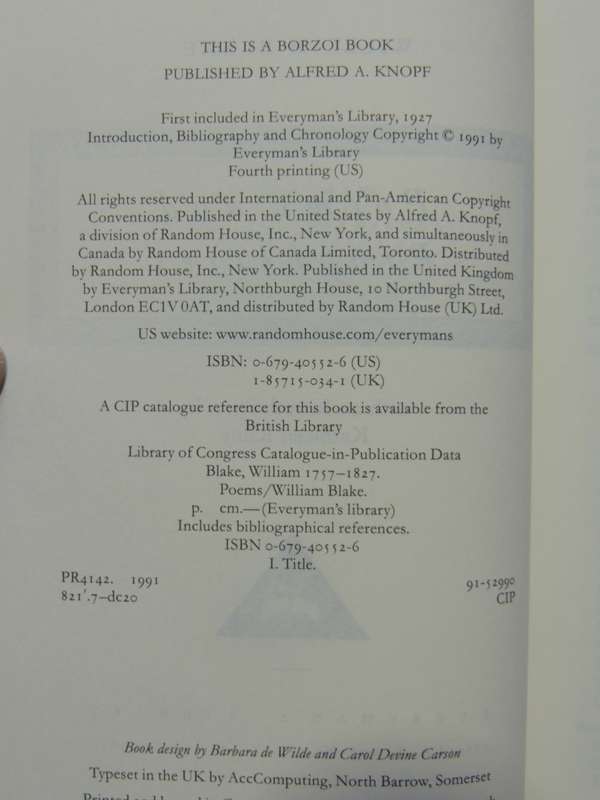 THIS IS A BORZOI BOOK
PUBLISHED BY ALFRED A. KNOPF
First included in Everyman's Library, 1927
Introduction, Bibliography and Chronology Copyright © 1991 by
Everyman's Library
Fourth printing (US)
All rights reserved under International and Pan-American Copyright
Conventions. Published in the United States by Alfred A. Knopf,
a division of Random House, Inc., New York, and simultaneously in
Canada by Random House of Canada Limited, Toronto. Distributed
by Random House, Inc., New York. Published in the United Kingdom
by Everyman's Library, Northburgh House, 10 Northburgh Street,
London EC1V 0AT, and distributed by Random House (UK) Ltd.
US website: www.randomhouse.com/everymans
ISBN: 0-679-40552-6 (US)
1-85715-034-1 (UK)
A CIP catalogue reference for this book is available from the
British Library
Library of Congress Catalogue-in-Publication Data
Blake, William 1757–1827.
Poems/William Blake.
p. cm.—(Everyman's library)
Includes bibliographical references.
ISBN 0-679-40552-6
I. Title.
PR4142. 1991 91-52990
821'.7–dc20 CIP
Book design by Barbara de Wilde and Carol Devine Carson
Typeset in the UK by AccComputing, North Barrow, Somerset